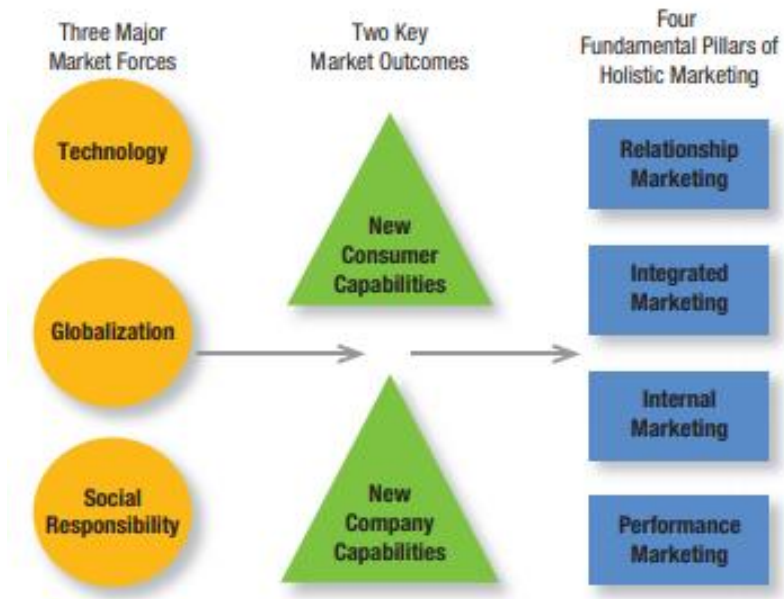 Three Major
Market Forces
Technology
Globalization
Social
Responsibility
Two Key
Market Outcomes
New
Consumer
Capabilities
New
Company
Capabilities
Four
Fundamental Pillars of
Holistic Marketing
Relationship
Marketing
Integrated
Marketing
Internal
Marketing
Performance
Marketing